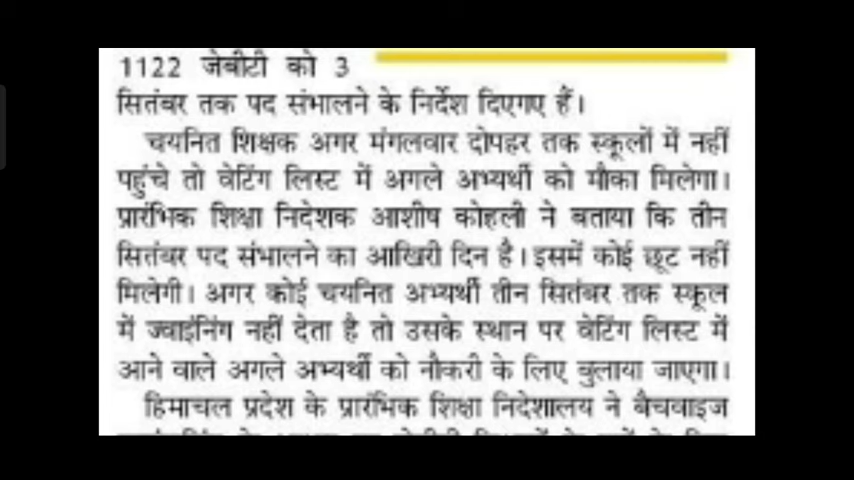 1122 जेबीटी को 3
सितंबर तक पद संभालने के निर्देश दिएगए हैं।
चयनित शिक्षक अगर मंगलवार दोपहर तक स्कूलों में नहीं
पहुंचे तो वेटिंग लिस्ट में अगले अभ्यर्थी को मौका मिलेगा।
प्रारंभिक शिक्षा निदेशक आशीष कोहली ने बताया कि तीन
सितंबर पद संभालने का आखिरी दिन है। इसमें कोई छूट नहीं
मिलेगी। अगर कोई चयनित अभ्यर्थी तीन सितंबर तक स्कूल
में ज्वाइंनिंग नहीं देता है तो उसके स्थान पर वेटिंग लिस्ट में
आने वाले अगले अभ्यर्थी को नौकरी के लिए बुलाया जाएगा।
हिमाचल प्रदेश के प्रारंभिक शिक्षा निदेशालय ने बैचवाइज